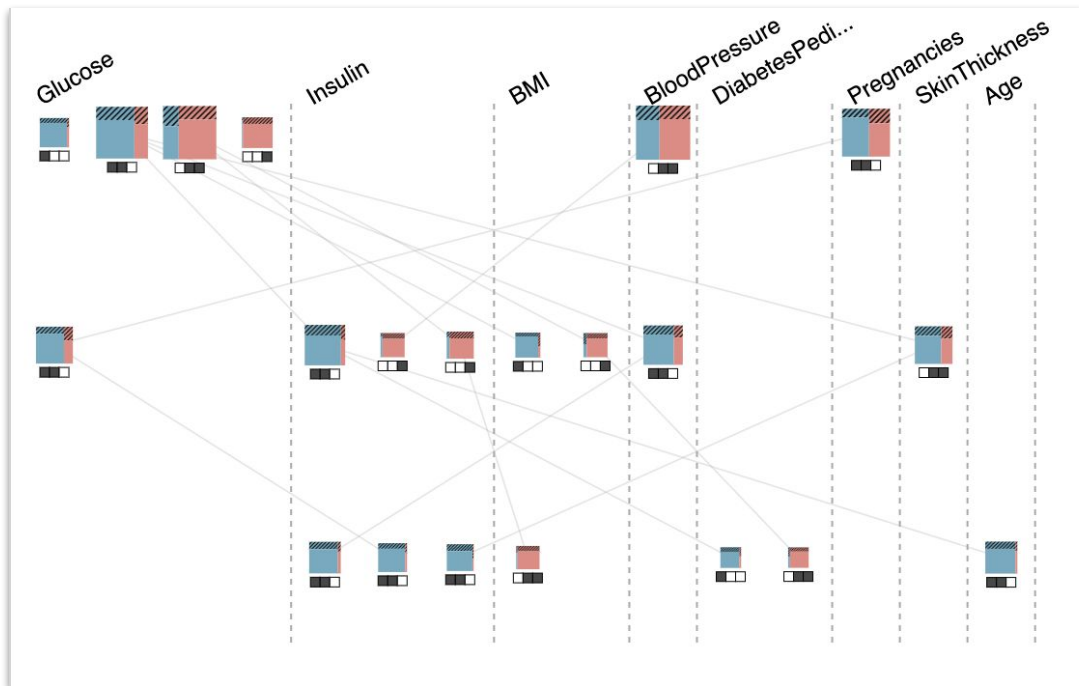 Glucose
Insulin
BMI
BloodPressure
DiabetesPedi...
Pregnancies
SkinThickness
Age